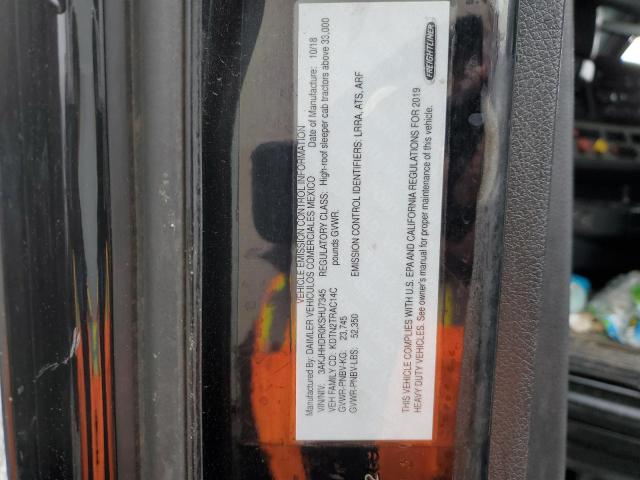 VEHICLE EMISSION CONTROL INFORMATION
Manufactured By: DAIMLER VEHICULOS COMERCIALES MEXICO Date of Manufacture: 10/18
VIN/NIV: 3AKJHHDR0KSHU7345 REGULATORY CLASS: High-roof sleeper cab tractors above 33,000
VEH FAMILY CD: KDTN2TRAC14C pounds GVWR.
GVWR-PNBV-KG: 23,745
GVWR-PNBV-LBS: 52,350 EMISSION CONTROL IDENTIFIERS: LRRA, ATS, ARF
THIS VEHICLE COMPLIES WITH U.S. EPA AND CALIFORNIA REGULATIONS FOR 2019
HEAVY DUTY VEHICLES. See owner's manual for proper maintenance of this vehicle.
FREIGHTLINER